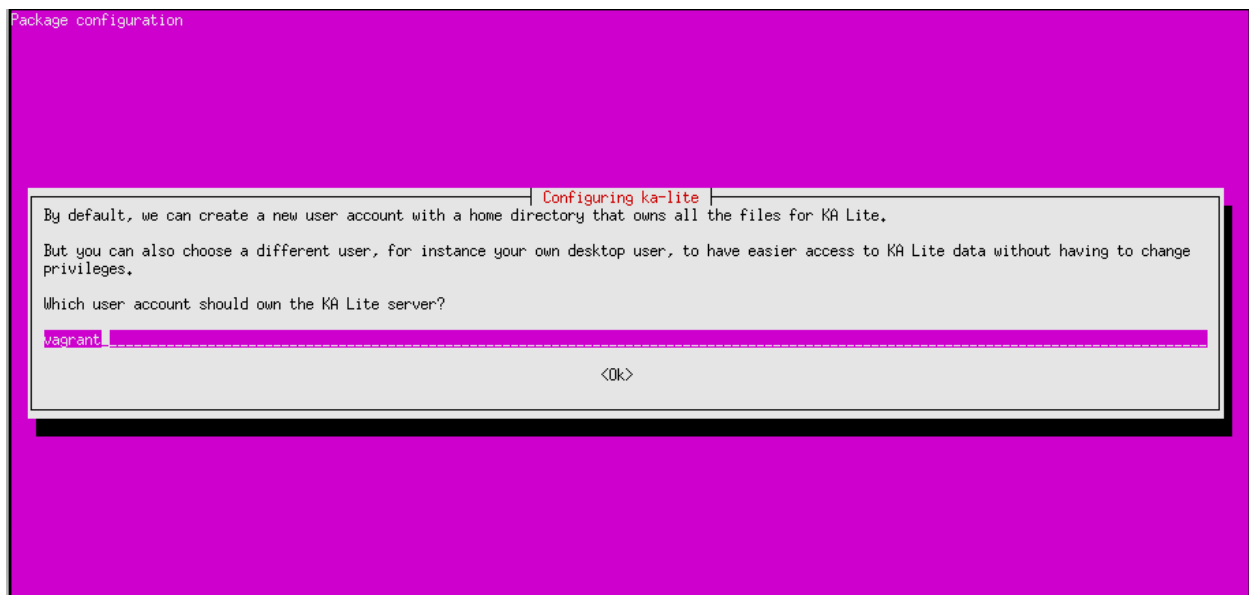 Package configuration
Configuring ka-lite
By default, we can create a new user account with a home directory that owns all the files for KA Lite.
But you can also choose a different user, for instance your own desktop user, to have easier access to KA Lite data without having to change
privileges.
Which user account should own the KA Lite server?
vagrant
<Ok>